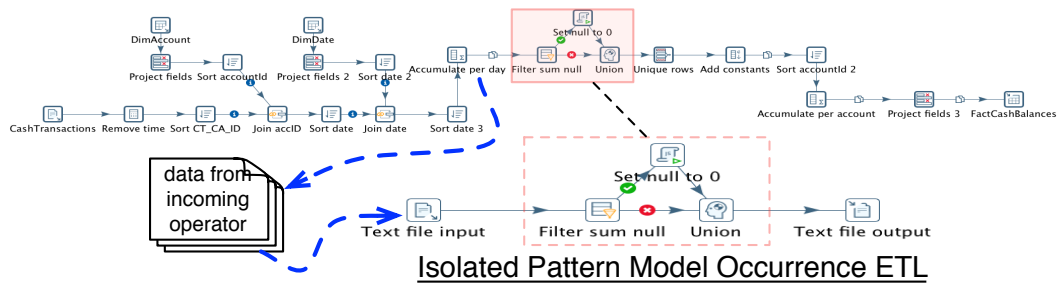 DimAccount
DimDate
Set null to 0
Project fields
Sort accountId
Project fields 2
Sort date 2
Accumulate per day
Filter sum null
Union
Unique rows
Add constants
Sort accountId 2
CashTransactions
Remove time
Sort CT_CA_ID
Join accID
Sort date
Join date
Sort date 3
Accumulate per account
Project fields 3
FactCashBalances
data from
incoming
operator
Set null to 0
Text file input
Filter sum null
Union
Text file output
Isolated Pattern Model Occurrence ETL